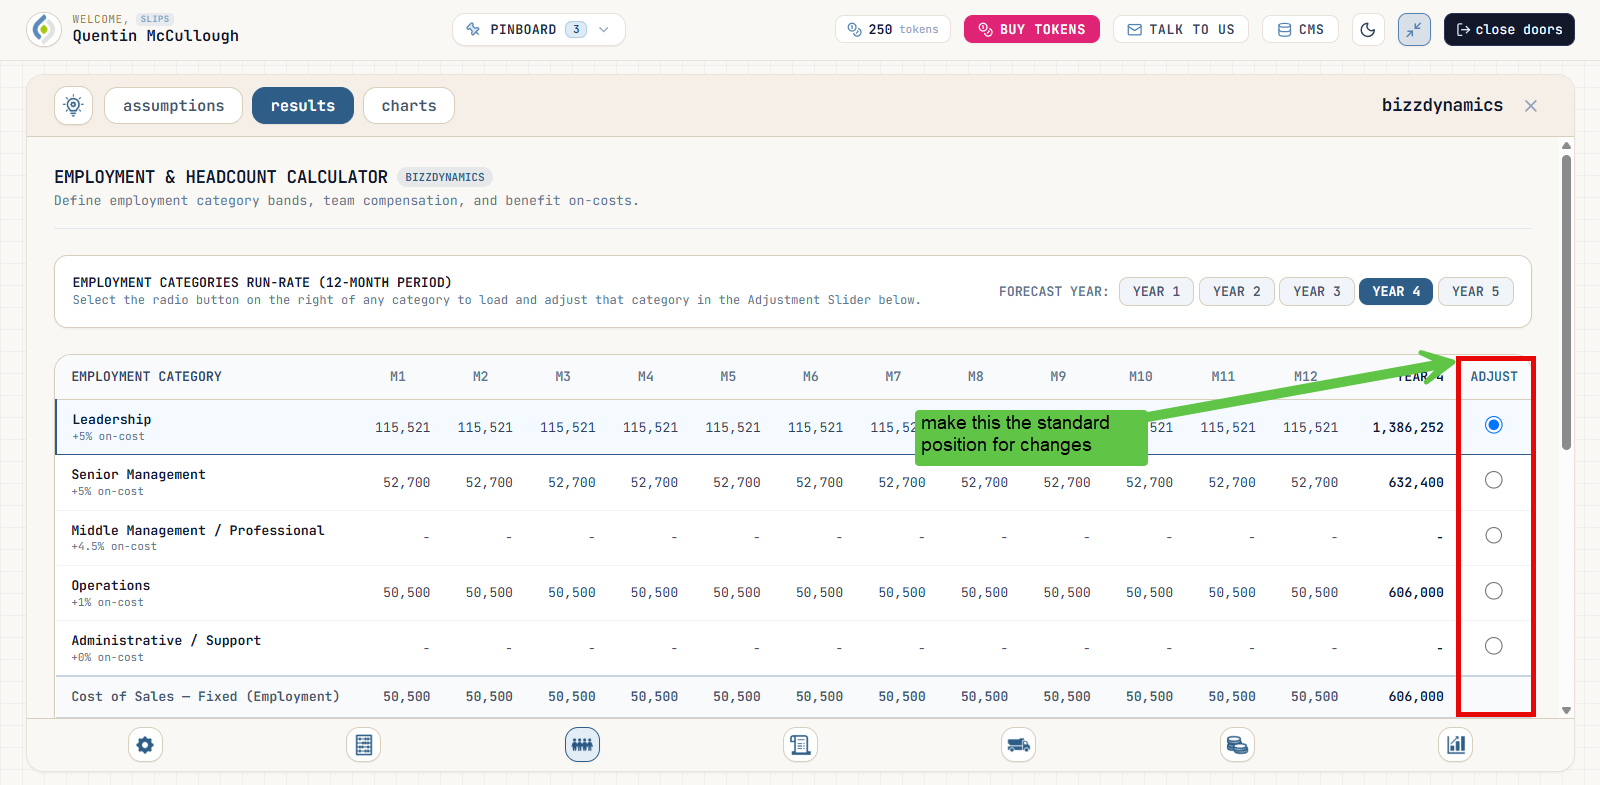 WELCOME, SLIPS
Quentin McCullough
PINBOARD 3
250 tokens
BUY TOKENS
TALK TO US
CMS
close doors
assumptions
results
charts
bizzdynamics
EMPLOYMENT & HEADCOUNT CALCULATOR BIZZDYNAMICS
Define employment category bands, team compensation, and benefit on-costs.
EMPLOYMENT CATEGORIES RUN-RATE (12-MONTH PERIOD)
Select the radio button on the right of any category to load and adjust that category in the Adjustment Slider below.
FORECAST YEAR: YEAR 1 YEAR 2 YEAR 3 YEAR 4 YEAR 5
EMPLOYMENT CATEGORY M1 M2 M3 M4 M5 M6 M7 M8 M9 M10 M11 M12 YEAR 4 ADJUST
make this the standard
position for changes
Leadership
+5% on-cost
115,521 115,521 115,521 115,521 115,521 115,521 115,52 521 115,521 115,521 1,386,252
Senior Management
+5% on-cost
52,700 52,700 52,700 52,700 52,700 52,700 52,700 52,700 52,700 52,700 52,700 52,700 632,400
Middle Management / Professional
+4.5% on-cost
- - - - - - - - - - - - -
Operations
+1% on-cost
50,500 50,500 50,500 50,500 50,500 50,500 50,500 50,500 50,500 50,500 50,500 50,500 606,000
Administrative / Support
+0% on-cost
- - - - - - - - - - - - -
Cost of Sales — Fixed (Employment) 50,500 50,500 50,500 50,500 50,500 50,500 50,500 50,500 50,500 50,500 50,500 50,500 606,000